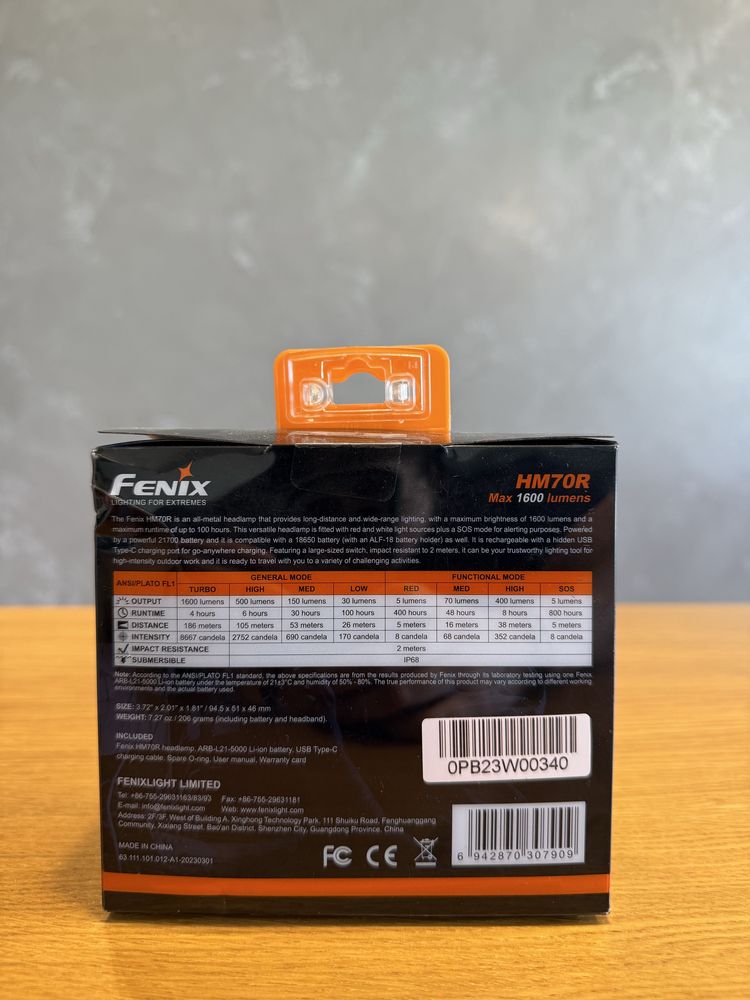 FENIX
LIGHTING FOR EXTREMES
HM70R
Max 1600 lumens
The Fenix HM70R is an all-metal headlamp that provides long-distance and wide-range lighting, with a maximum brightness of 1600 lumens and a
maximum runtime of up to 100 hours. This versatile headlamp is fitted with red and white light sources plus a SOS mode for alerting purposes. Powered
by a powerful 21700 battery and it is compatible with a 18650 battery (with an ALF-18 battery holder) as well. It is rechargeable with a hidden USB
Type-C charging port for go-anywhere charging. Featuring a large-sized switch, impact resistant to 2 meters, it can be your trustworthy lighting tool for
high-intensity outdoor work and it is ready to travel with you to a variety of challenging activities.
ANSI/PLATO FL1 GENERAL MODE FUNCTIONAL MODE
TURBO HIGH MED LOW RED MED HIGH SOS
OUTPUT 1600 lumens 500 lumens 150 lumens 30 lumens 5 lumens 70 lumens 400 lumens 5 lumens
RUNTIME 4 hours 6 hours 30 hours 100 hours 400 hours 48 hours 8 hours 800 hours
DISTANCE 186 meters 105 meters 53 meters 26 meters 5 meters 16 meters 38 meters 5 meters
INTENSITY 8667 candela 2752 candela 690 candela 170 candela 8 candela 68 candela 352 candela 8 candela
IMPACT RESISTANCE 2 meters
SUBMERSIBLE IP68
Note: According to the ANSI/PLATO FL1 standard, the above specifications are from the results produced by Fenix through its laboratory testing using one Fenix
ARB-L21-5000 Li-ion battery under the temperature of 21±3°C and humidity of 50% - 80%. The true performance of this product may vary according to different working
environments and the actual battery used.
SIZE: 3.72" x 2.01" x 1.81" / 94.5 x 51 x 46 mm
WEIGHT: 7.27 oz / 206 grams (including battery and headband).
INCLUDED
Fenix HM70R headlamp, ARB-L21-5000 Li-ion battery, USB Type-C
charging cable, Spare O-ring, User manual, Warranty card
0PB23W00340
FENIXLIGHT LIMITED
Tel: +86-755-29631163/83/93 Fax: +86-755-29631181
E-mail: info@fenixlight.com Web: www.fenixlight.com
Address: 2F/3F, West of Building A, Xinghong Technology Park, 111 Shuiku Road, Fenghuanggang
Community, Xixiang Street, Bao'an District, Shenzhen City, Guangdong Province, China
MADE IN CHINA
63.111.101.012-A1-20230301
FC CE
6 942870 307909